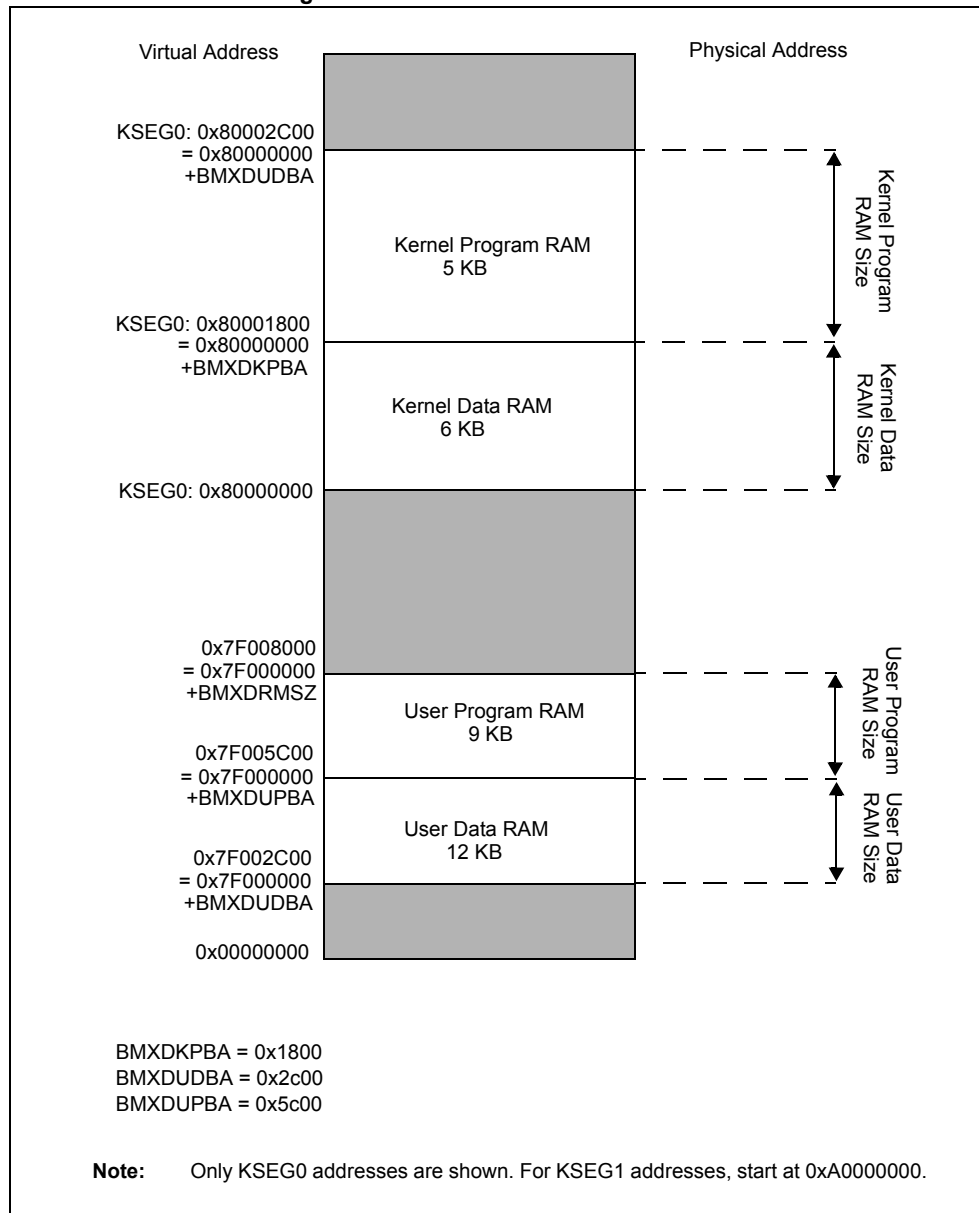 Virtual Address
Physical Address
KSEG0: 0x80002C00
= 0x80000000
+BMXDUDBA
Kernel Program RAM
5 KB
Kernel Program
RAM Size
KSEG0: 0x80001800
= 0x80000000
+BMXDKPBA
Kernel Data RAM
6 KB
Kernel Data
RAM Size
KSEG0: 0x80000000
0x7F008000
= 0x7F000000
+BMXDRMSZ
User Program RAM
9 KB
User Program
RAM Size
0x7F005C00
= 0x7F000000
+BMXDUPBA
User Data RAM
12 KB
User Data
RAM Size
0x7F002C00
= 0x7F000000
+BMXDUDBA
0x00000000
BMXDKPBA = 0x1800
BMXDUDBA = 0x2c00
BMXDUPBA = 0x5c00
Note: Only KSEG0 addresses are shown. For KSEG1 addresses, start at 0xA0000000.